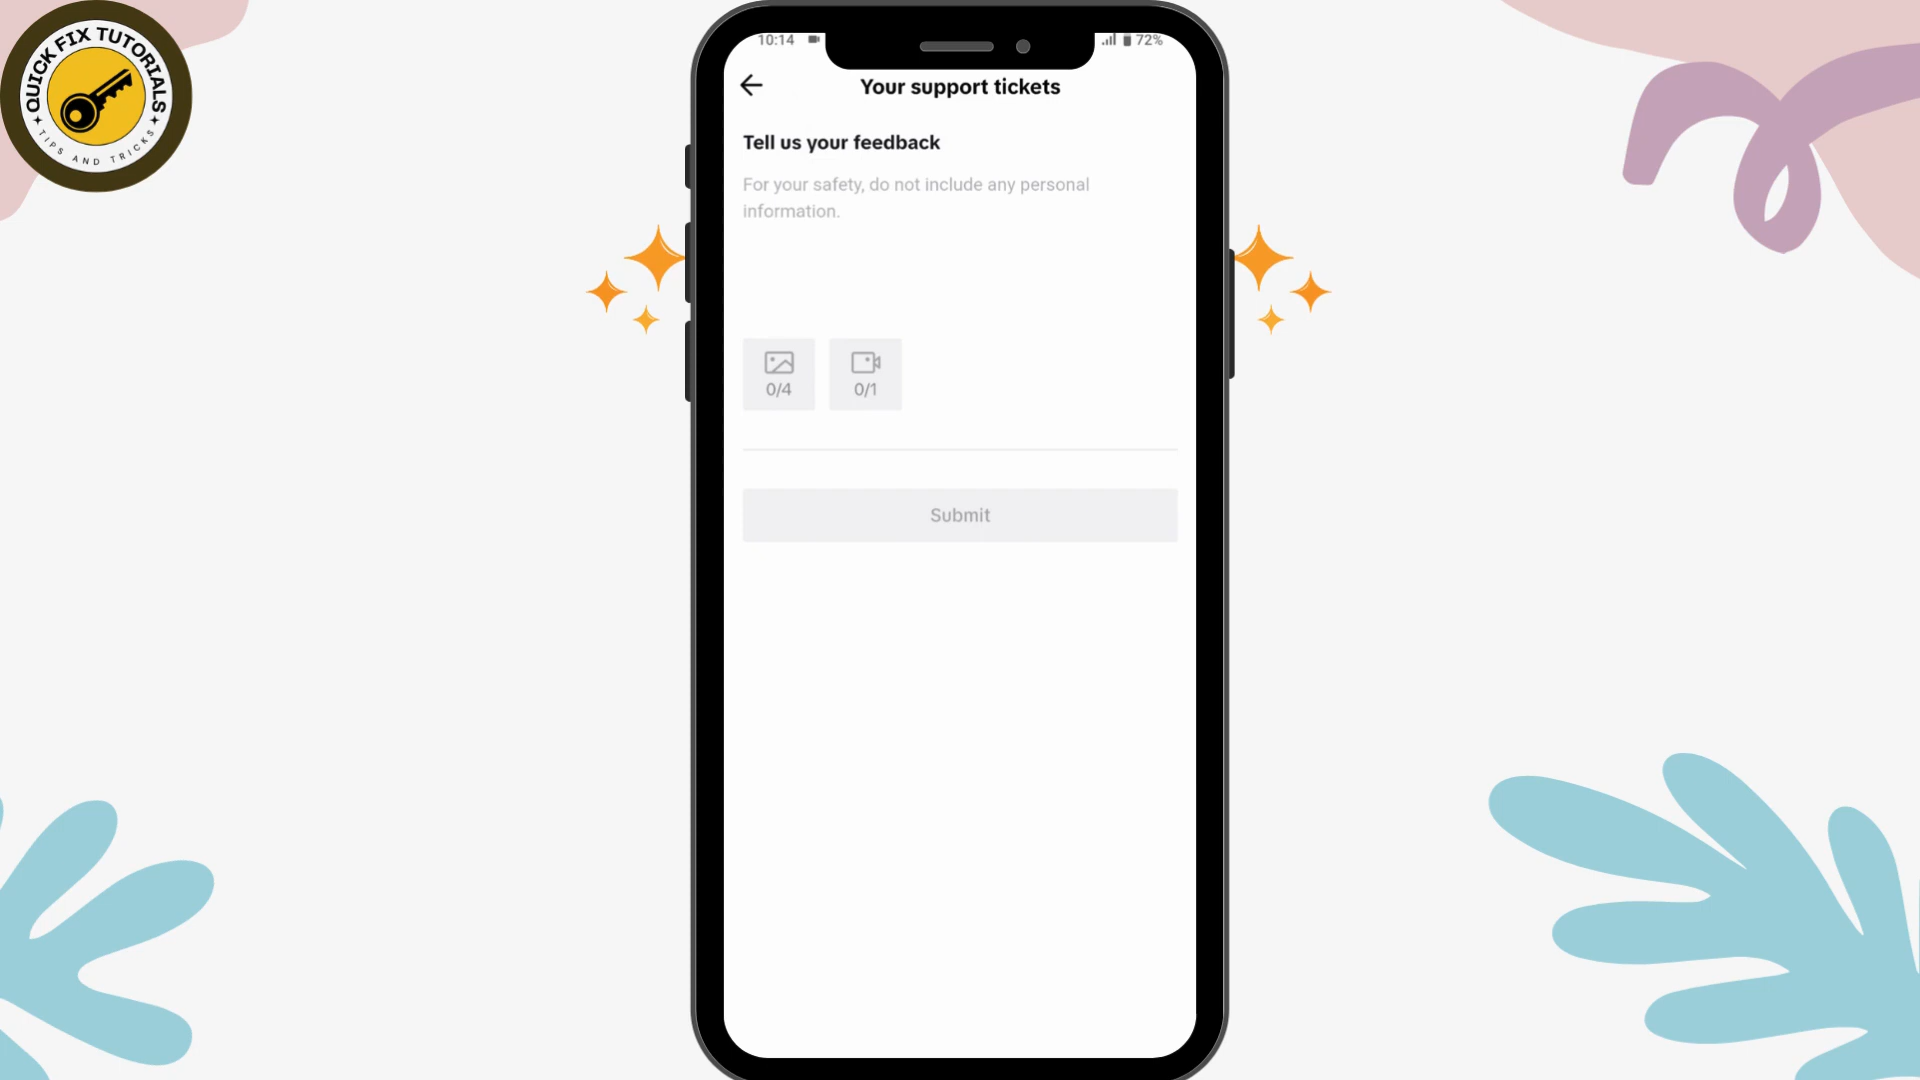 QUICK FIX TUTORIALS
TIPS AND TRICKS
10:14
72%
Your support tickets
Tell us your feedback
For your safety, do not include any personal
information.
0/4
0/1
Submit